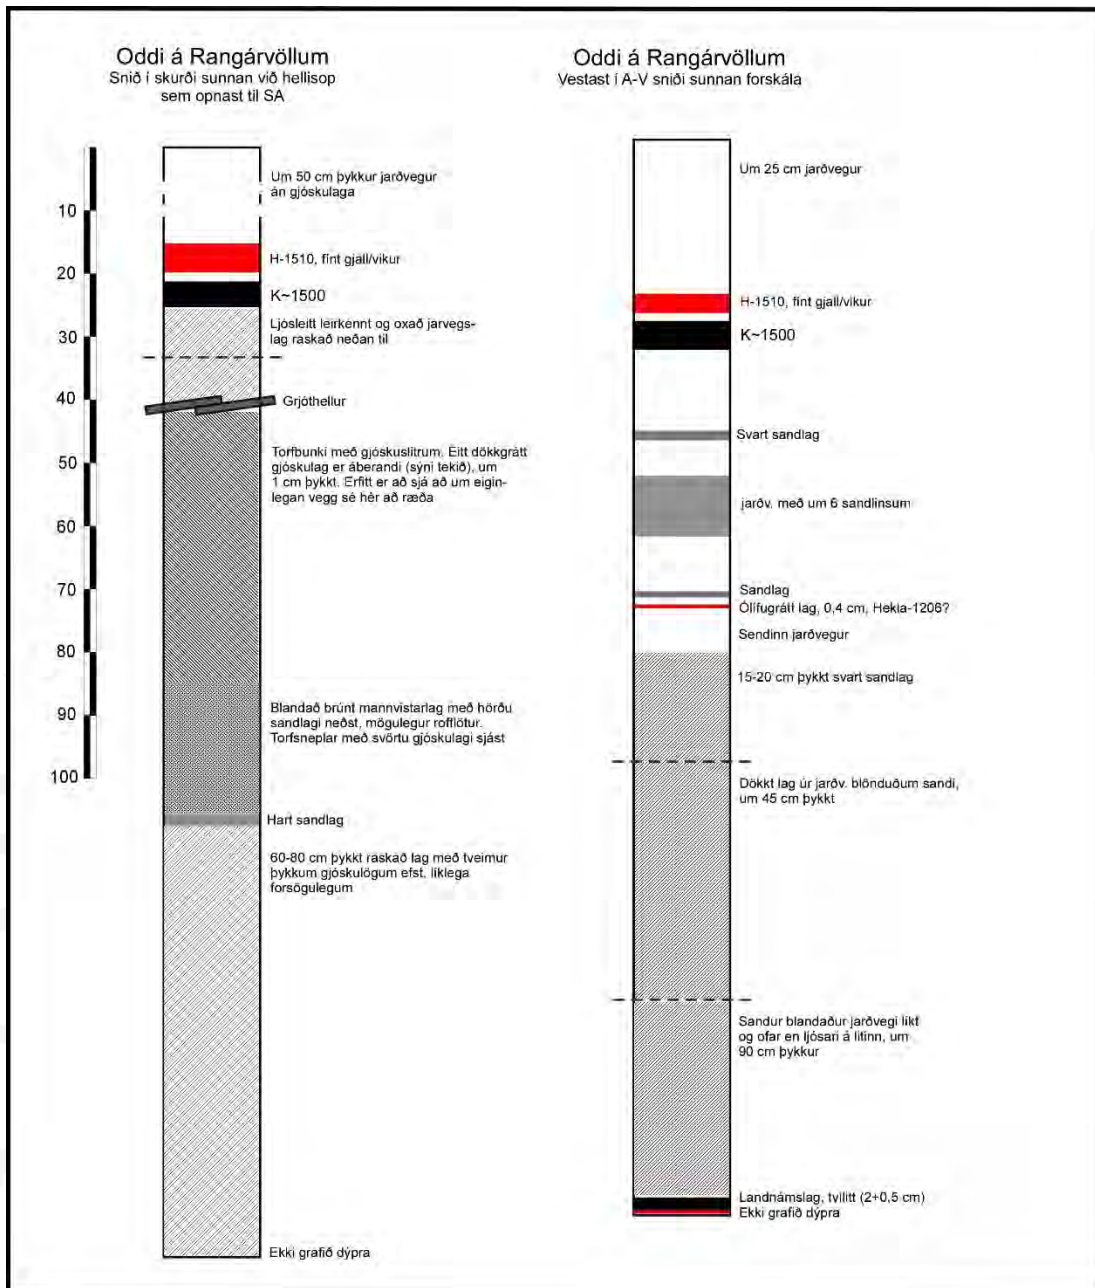 Oddi á Rangárvöllum
Snið í skurði sunnan við hellisop
sem opnast til SA
Um 50 cm þykkur jarðvegur
án gjóskulaga
H-1510, fínt gjall/vikur
K~1500
Ljósleitt leirkennt og oxað jarvegs-
lag raskað neðan til
Grjóthellur
Torfbunki með gjóskuslitrum. Eitt dökkgrátt
gjóskulag er áberandi (sýni tekið), um
1 cm þykkt. Erfitt er að sjá að um eigin-
legan vegg sé hér að ræða
Blandað brúnt mannvistarlag með hörðu
sandlagi neðst, mögulegur rofflötur.
Torfsneplar með svörtu gjóskulagi sjást
Hart sandlag
60-80 cm þykkt raskað lag með tveimur
þykkum gjóskulögum efst, líklega
forsögulegum
Ekki grafið dýpra
10
20
30
40
50
60
70
80
90
100
Oddi á Rangárvöllum
Vestast í A-V sniði sunnan forskála
Um 25 cm jarðvegur
H-1510, fínt gjall/vikur
K~1500
Svart sandlag
jarðv. með um 6 sandlinsum
Sandlag
Ólífugrátt lag, 0,4 cm, Hekla-1206?
Sendinn jarðvegur
15-20 cm þykkt svart sandlag
Dökkt lag úr jarðv. blönduðum sandi,
um 45 cm þykkt
Sandur blandaður jarðvegi líkt
og ofar en ljósari á litinn, um
90 cm þykkur
Landnámslag, tvílitt (2+0,5 cm)
Ekki grafið dýpra